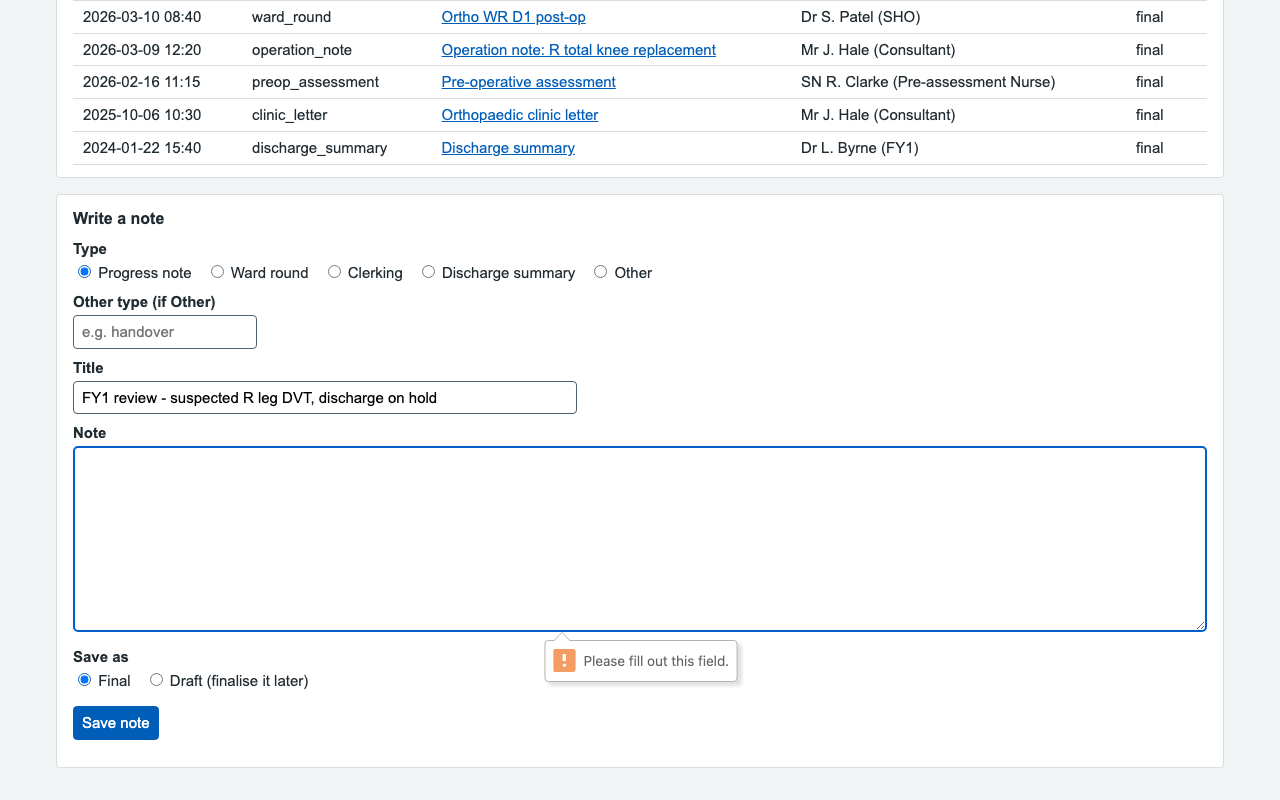 2026-03-10 08:40 ward_round Ortho WR D1 post-op Dr S. Patel (SHO) final
2026-03-09 12:20 operation_note Operation note: R total knee replacement Mr J. Hale (Consultant) final
2026-02-16 11:15 preop_assessment Pre-operative assessment SN R. Clarke (Pre-assessment Nurse) final
2025-10-06 10:30 clinic_letter Orthopaedic clinic letter Mr J. Hale (Consultant) final
2024-01-22 15:40 discharge_summary Discharge summary Dr L. Byrne (FY1) final
Write a note
Type
Progress note Ward round Clerking Discharge summary Other
Other type (if Other)
e.g. handover
Title
FY1 review - suspected R leg DVT, discharge on hold
Note
Please fill out this field.
Save as
Final Draft (finalise it later)
Save note